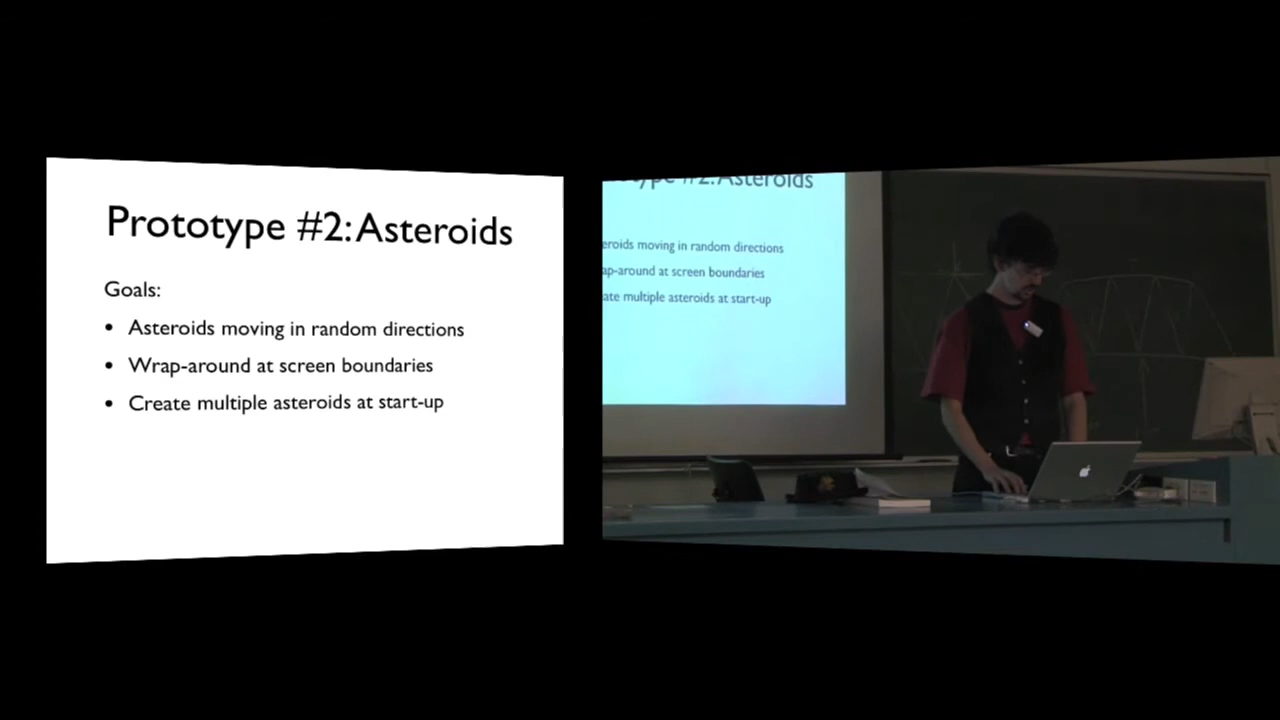 Prototype #2: Asteroids
Goals:
• Asteroids moving in random directions
• Wrap-around at screen boundaries
• Create multiple asteroids at start-up
#2: Asteroids
eroids moving in random directions
ap-around at screen boundaries
ate multiple asteroids at start-up